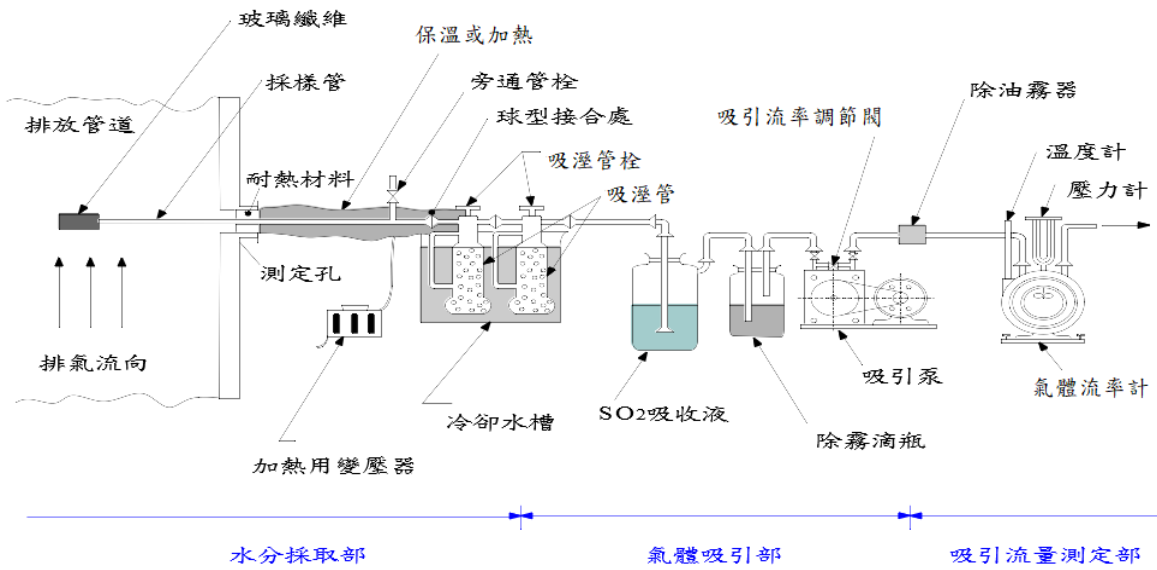 玻璃纖維
保溫或加熱
採樣管
旁通管栓
除油霧器
排放管道
球型接合處
吸引流率調節閥
溫度計
吸溼管栓
耐熱材料
吸溼管
壓力計
測定孔
排氣流向
吸引泵
氣體流率計
冷卻水槽
SO2吸收液
除霧滴瓶
加熱用變壓器
水分採取部
氣體吸引部
吸引流量測定部